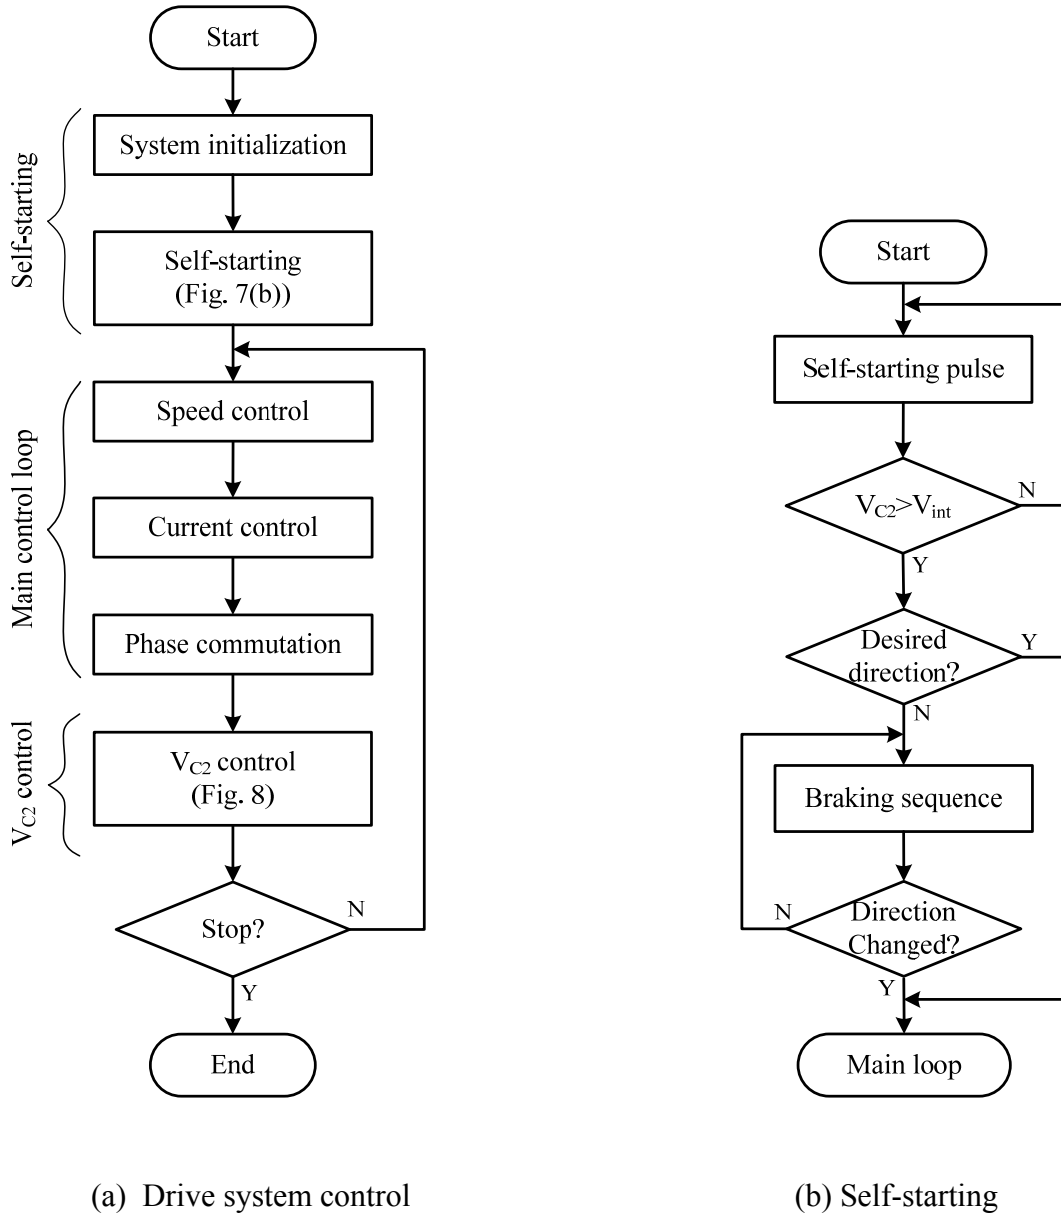 Start
System initialization
Self-starting
(Fig. 7(b))
Self-starting
Speed control
Current control
Phase commutation
Main control loop
V_C2 control
(Fig. 8)
V_C2 control
Stop?
N
Y
End
(a) Drive system control
Start
Self-starting pulse
V_C2>V_int
N
Y
Desired
direction?
Y
N
Braking sequence
Direction
Changed?
N
Y
Main loop
(b) Self-starting